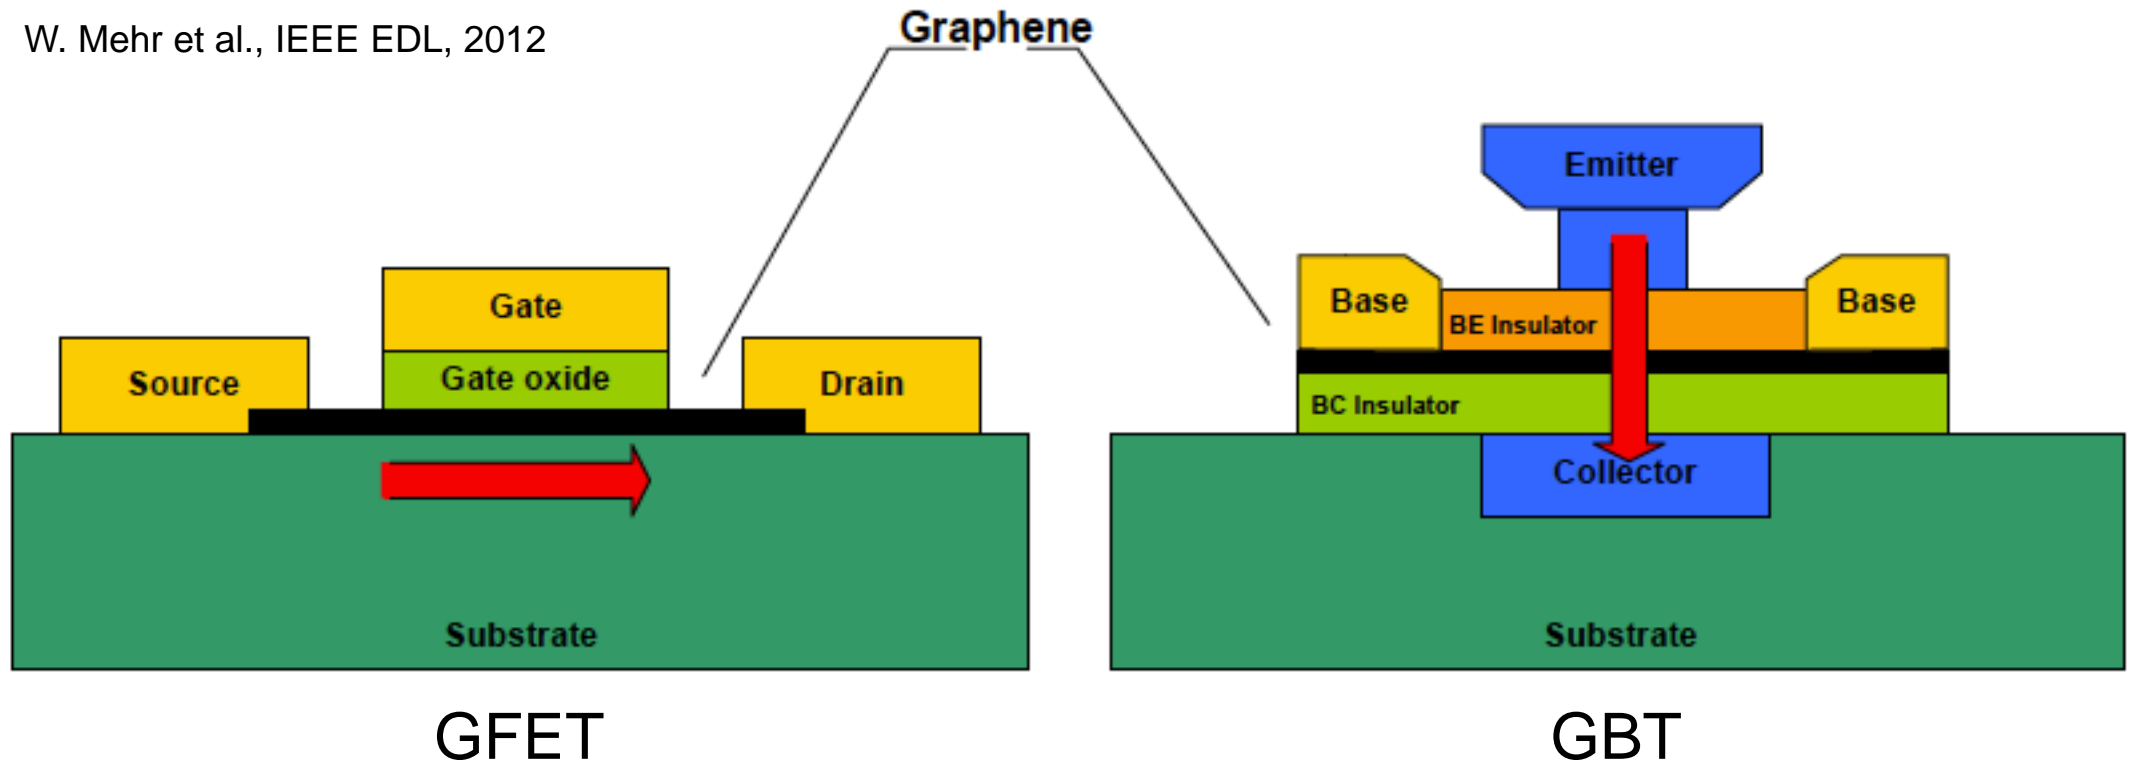 W. Mehr et al., IEEE EDL, 2012
Graphene
Gate
Gate oxide
Source
Drain
Substrate
GFET
Emitter
Base
Base
BE Insulator
BC Insulator
Collector
Substrate
GBT